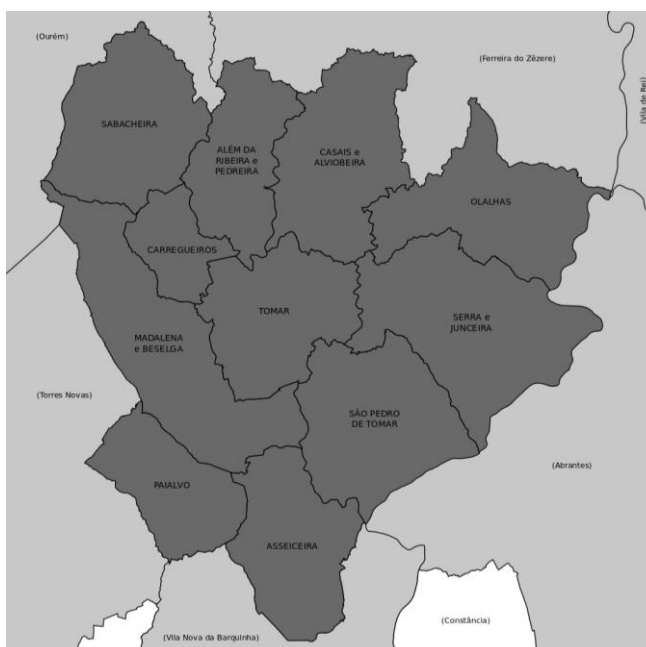 (Ourém)
(Ferreira do Zêzere)
(Vila de Rei)
SABACHEIRA
ALÉM DA
RIBEIRA e
PEDREIRA
CASAIS e
ALVIOBEIRA
OLALHAS
CARREGUEIROS
TOMAR
SERRA e
JUNCEIRA
MADALENA
e BESELGA
(Torres Novas)
SÃO PEDRO
DE TOMAR
(Abrantes)
PAIALVO
ASSEICEIRA
(Constância)
(Vila Nova da Barquinha)